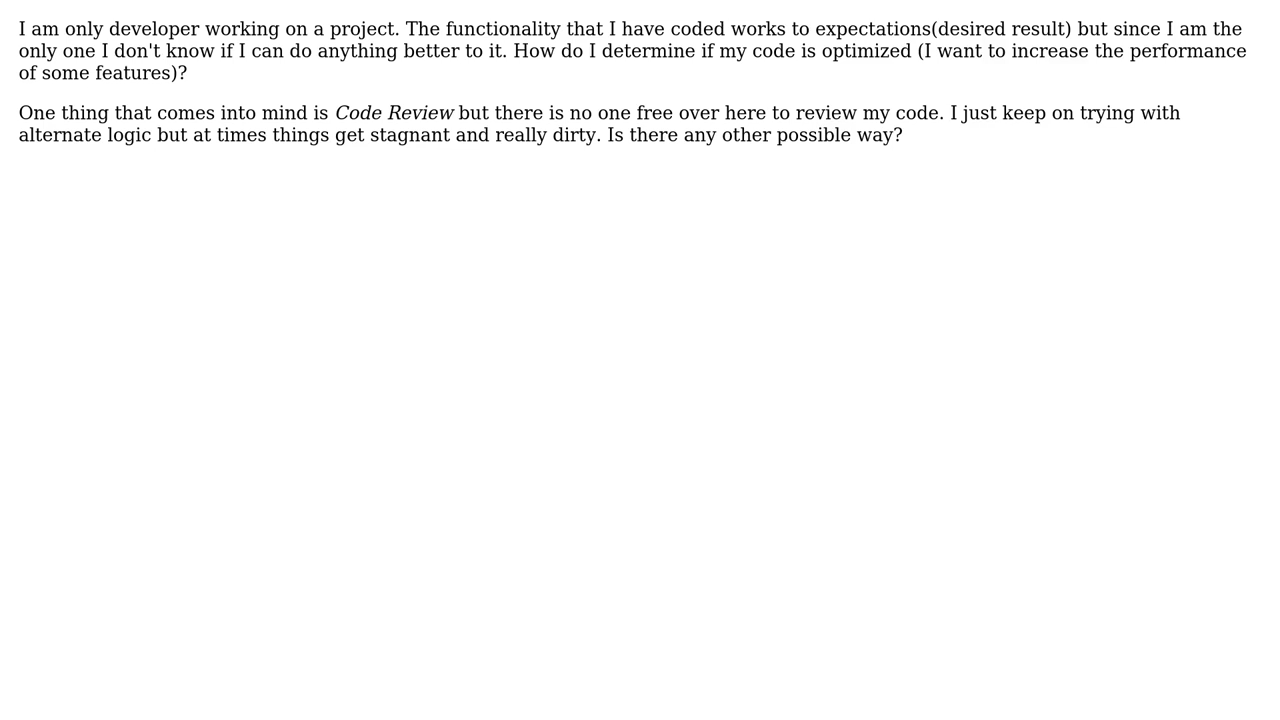 I am only developer working on a project. The functionality that I have coded works to expectations(desired result) but since I am the
only one I don't know if I can do anything better to it. How do I determine if my code is optimized (I want to increase the performance
of some features)?
One thing that comes into mind is Code Review but there is no one free over here to review my code. I just keep on trying with
alternate logic but at times things get stagnant and really dirty. Is there any other possible way?